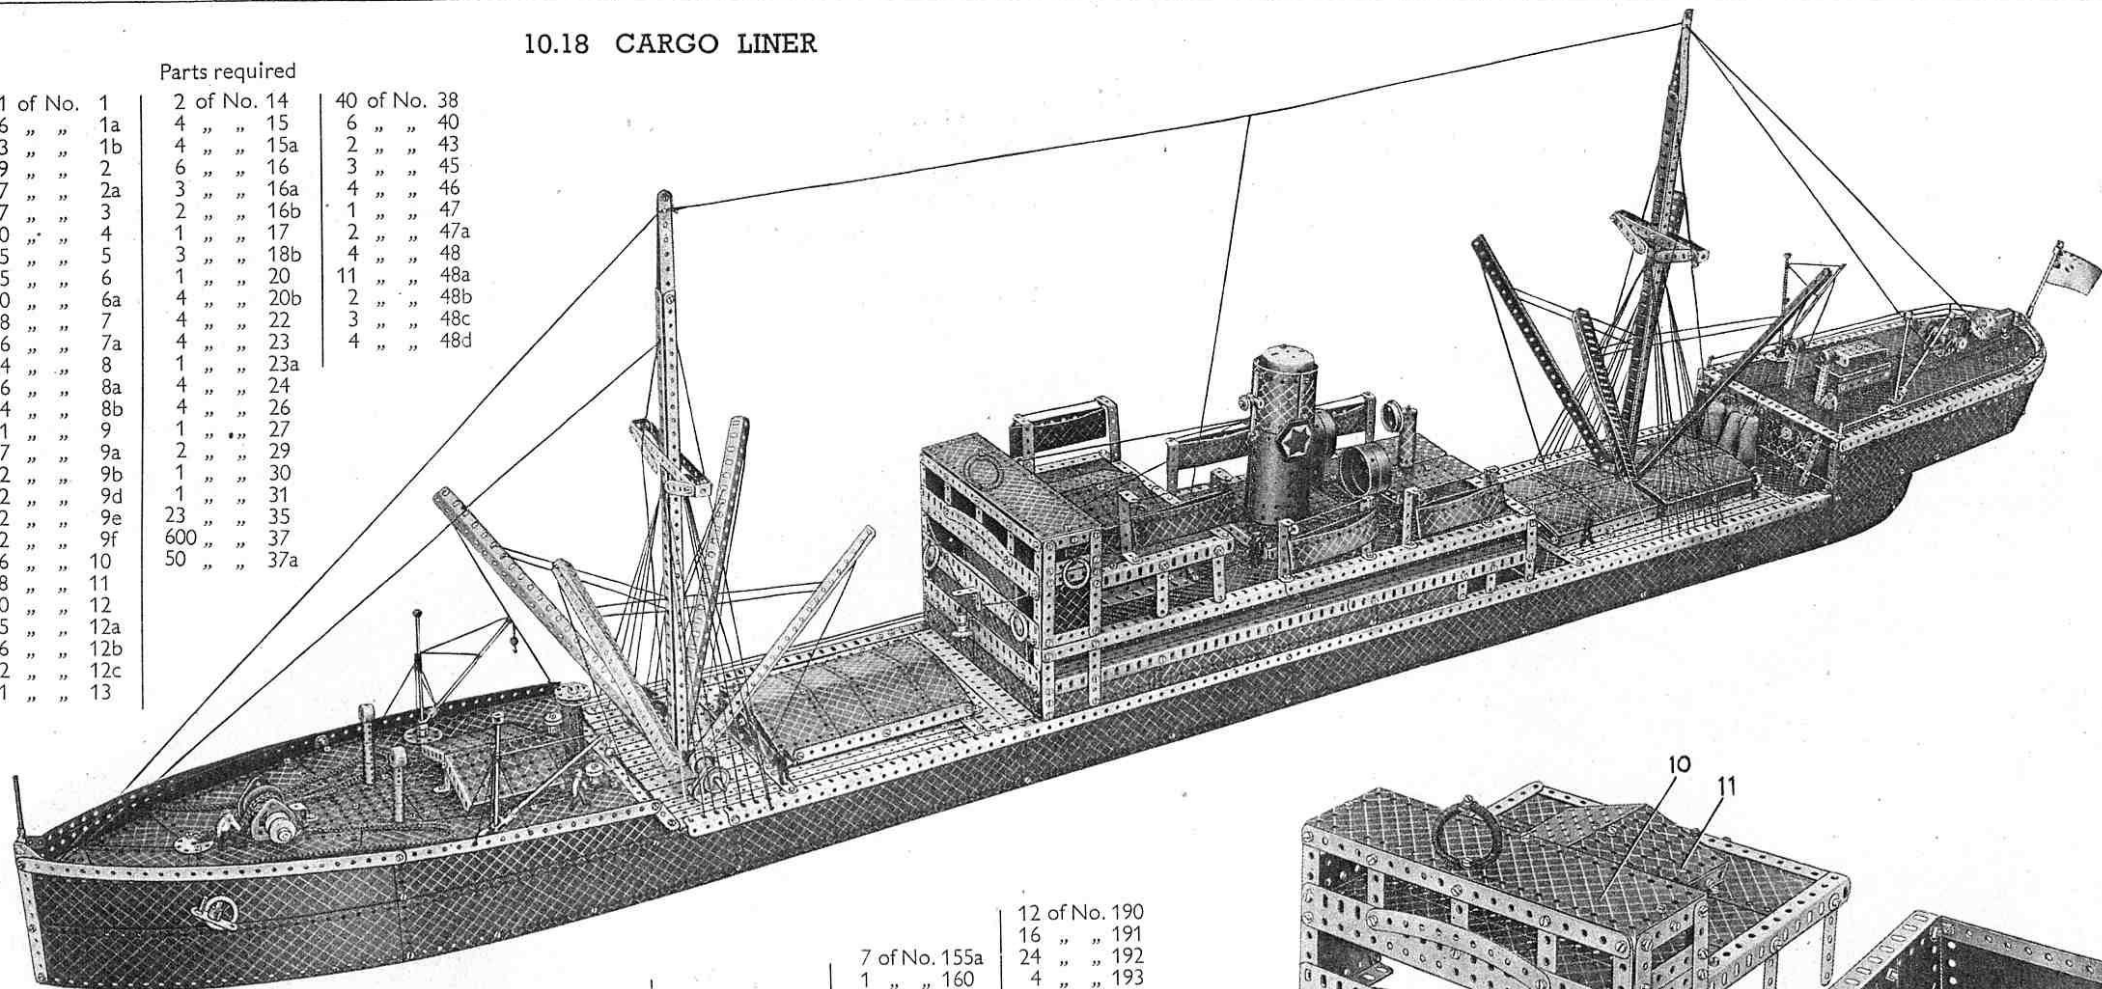 10.18 CARGO LINER
Parts required
1 of No. 1
6 „ „ 1a
3 „ „ 1b
9 „ „ 2
7 „ „ 2a
7 „ „ 3
0 „ „ 4
5 „ „ 5
5 „ „ 6
0 „ „ 6a
8 „ „ 7
6 „ „ 7a
4 „ „ 8
6 „ „ 8a
4 „ „ 8b
1 „ „ 9
7 „ „ 9a
2 „ „ 9b
2 „ „ 9d
2 „ „ 9e
2 „ „ 9f
6 „ „ 10
8 „ „ 11
0 „ „ 12
5 „ „ 12a
6 „ „ 12b
2 „ „ 12c
1 „ „ 13
2 of No. 14
4 „ „ 15
4 „ „ 15a
6 „ „ 16
3 „ „ 16a
2 „ „ 16b
1 „ „ 17
3 „ „ 18b
1 „ „ 20
4 „ „ 20b
4 „ „ 22
4 „ „ 23
1 „ „ 23a
4 „ „ 24
4 „ „ 26
1 „ „ 27
2 „ „ 29
1 „ „ 30
1 „ „ 31
23 „ „ 35
600 „ „ 37
50 „ „ 37a
40 of No. 38
6 „ „ 40
2 „ „ 43
3 „ „ 45
4 „ „ 46
1 „ „ 47
2 „ „ 47a
4 „ „ 48
11 „ „ 48a
2 „ „ 48b
3 „ „ 48c
4 „ „ 48d
7 of No. 155a
1 „ „ 160
12 of No. 190
16 „ „ 191
24 „ „ 192
4 „ „ 193
10
11